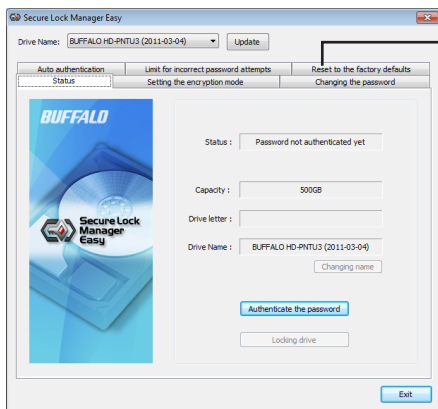 Secure Lock Manager Easy
Drive Name: BUFFALO HD-PNTU3 (2011-03-04) Update
Auto authentication Limit for incorrect password attempts Reset to the factory defaults
Status Setting the encryption mode Changing the password
BUFFALO
Secure Lock
Manager
Easy
Status : Password not authenticated yet
Capacity : 500GB
Drive letter :
Drive Name : BUFFALO HD-PNTU3 (2011-03-04)
Changing name
Authenticate the password
Locking drive
Exit